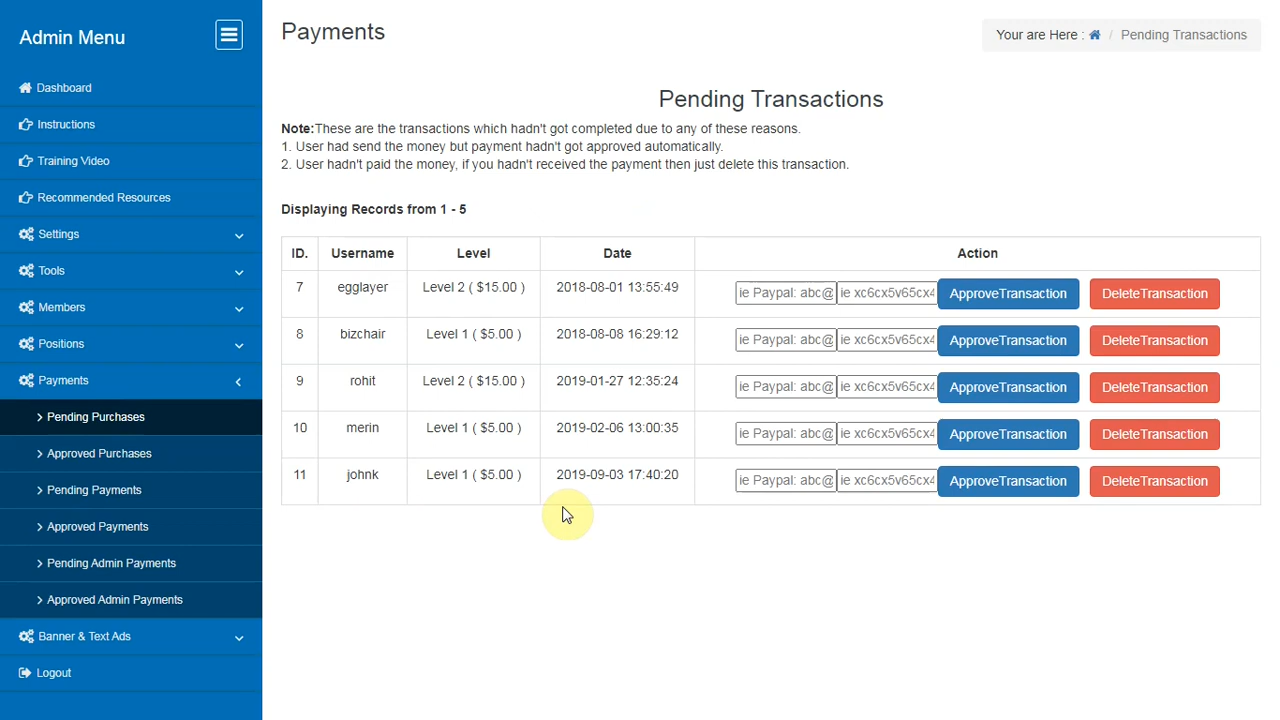 Admin Menu
Dashboard
Instructions
Training Video
Recommended Resources
Settings
Tools
Members
Positions
Payments
Pending Purchases
Approved Purchases
Pending Payments
Approved Payments
Pending Admin Payments
Approved Admin Payments
Banner & Text Ads
Logout
Payments
Your are Here : / Pending Transactions
Pending Transactions
Note:These are the transactions which hadn't got completed due to any of these reasons.
1. User had send the money but payment hadn't got approved automatically.
2. User hadn't paid the money, if you hadn't received the payment then just delete this transaction.
Displaying Records from 1 - 5
ID. Username Level Date Action
7 egglayer Level 2 ( $15.00 ) 2018-08-01 13:55:49 ie Paypal: abc@ ie xc6cx5v65cx4 ApproveTransaction DeleteTransaction
8 bizchair Level 1 ( $5.00 ) 2018-08-08 16:29:12 ie Paypal: abc@ ie xc6cx5v65cx4 ApproveTransaction DeleteTransaction
9 rohit Level 2 ( $15.00 ) 2019-01-27 12:35:24 ie Paypal: abc@ ie xc6cx5v65cx4 ApproveTransaction DeleteTransaction
10 merin Level 1 ( $5.00 ) 2019-02-06 13:00:35 ie Paypal: abc@ ie xc6cx5v65cx4 ApproveTransaction DeleteTransaction
11 johnk Level 1 ( $5.00 ) 2019-09-03 17:40:20 ie Paypal: abc@ ie xc6cx5v65cx4 ApproveTransaction DeleteTransaction